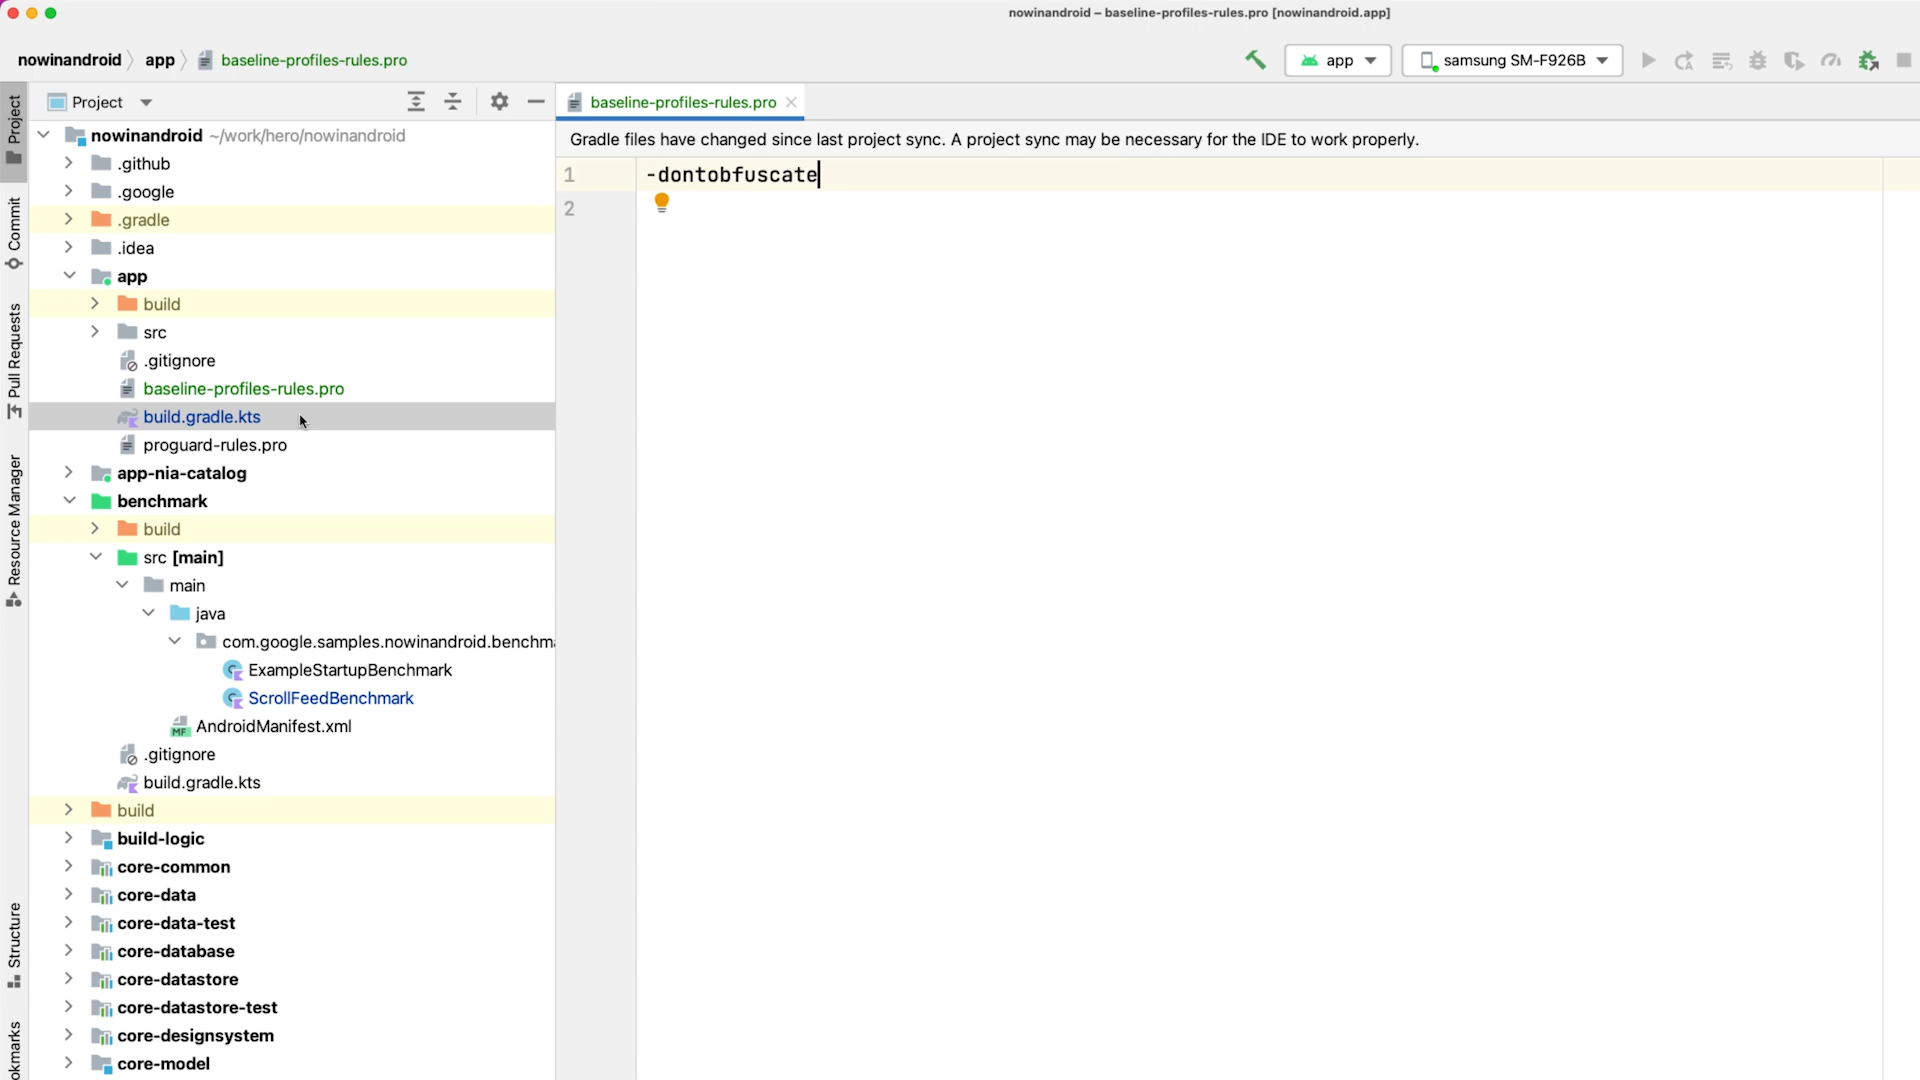 nowinandroid – baseline-profiles-rules.pro [nowinandroid.app]
nowinandroid
app
baseline-profiles-rules.pro
app
samsung SM-F926B
Project
baseline-profiles-rules.pro
Gradle files have changed since last project sync. A project sync may be necessary for the IDE to work properly.
1 -dontobfuscate
2
Project
Commit
Pull Requests
Resource Manager
Structure
okmarks
nowinandroid ~/work/hero/nowinandroid
.github
.google
.gradle
.idea
app
build
src
.gitignore
baseline-profiles-rules.pro
build.gradle.kts
proguard-rules.pro
app-nia-catalog
benchmark
build
src [main]
main
java
com.google.samples.nowinandroid.benchma
ExampleStartupBenchmark
ScrollFeedBenchmark
MF AndroidManifest.xml
.gitignore
build.gradle.kts
build
build-logic
core-common
core-data
core-data-test
core-database
core-datastore
core-datastore-test
core-designsystem
core-model